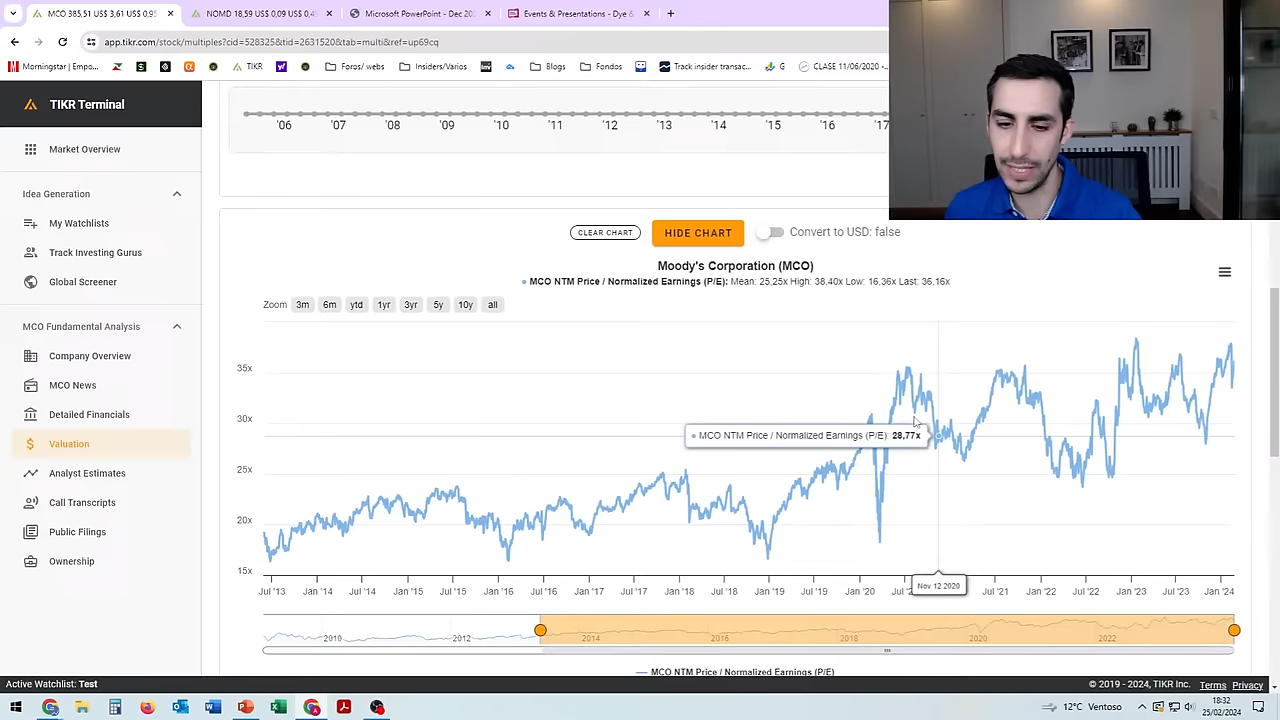 MCO 385,51 US$ 3,61 US$ 0,95
NOMD 18,59 US$ 0,09 US$ 0,4
Microsoft PowerPoint - Dec 20
Events & Presentations - Dye &
app.tikr.com/stock/multiples?cid=528325&tid=2631520&tab=multi&ref=up69cq
Morningstar | Empo...
TIKR
Foros/webs
Insiders/Varios
Blogs
Fondos
Track insider transac...
G
CLASE 11/06/2020 -...
TIKR Terminal
Market Overview
Idea Generation
My Watchlists
Track Investing Gurus
Global Screener
MCO Fundamental Analysis
Company Overview
MCO News
Detailed Financials
Valuation
Analyst Estimates
Call Transcripts
Public Filings
Ownership
'06 '07 '08 '09 '10 '11 '12 '13 '14 '15 '16 '17
CLEAR CHART
HIDE CHART
Convert to USD: false
Moody's Corporation (MCO)
MCO NTM Price / Normalized Earnings (P/E): Mean: 25,25x High: 38,40x Low: 16,36x Last: 36,16x
Zoom 3m 6m ytd 1yr 3yr 5y 10y all
35x
30x
25x
20x
15x
MCO NTM Price / Normalized Earnings (P/E): 28,77x
Nov 12 2020
Jul '13 Jan '14 Jul '14 Jan '15 Jul '15 Jan '16 Jul '16 Jan '17 Jul '17 Jan '18 Jul '18 Jan '19 Jul '19 Jan '20 Jul '21 Jan '22 Jul '22 Jan '23 Jul '23 Jan '24
2010 2012 2014 2016 2018 2020 2022
MCO NTM Price / Normalized Earnings (P/E)
Active Watchlist: Test
© 2019 - 2024, TIKR Inc. Terms Privacy
12°C Ventoso
18:32
25/02/2024